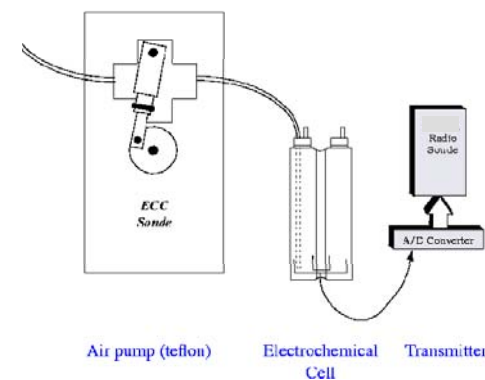 Radio
Sonde
ECC
Sonde
A/D Converter
Air pump (teflon)
Electrochemical
Cell
Transmitter